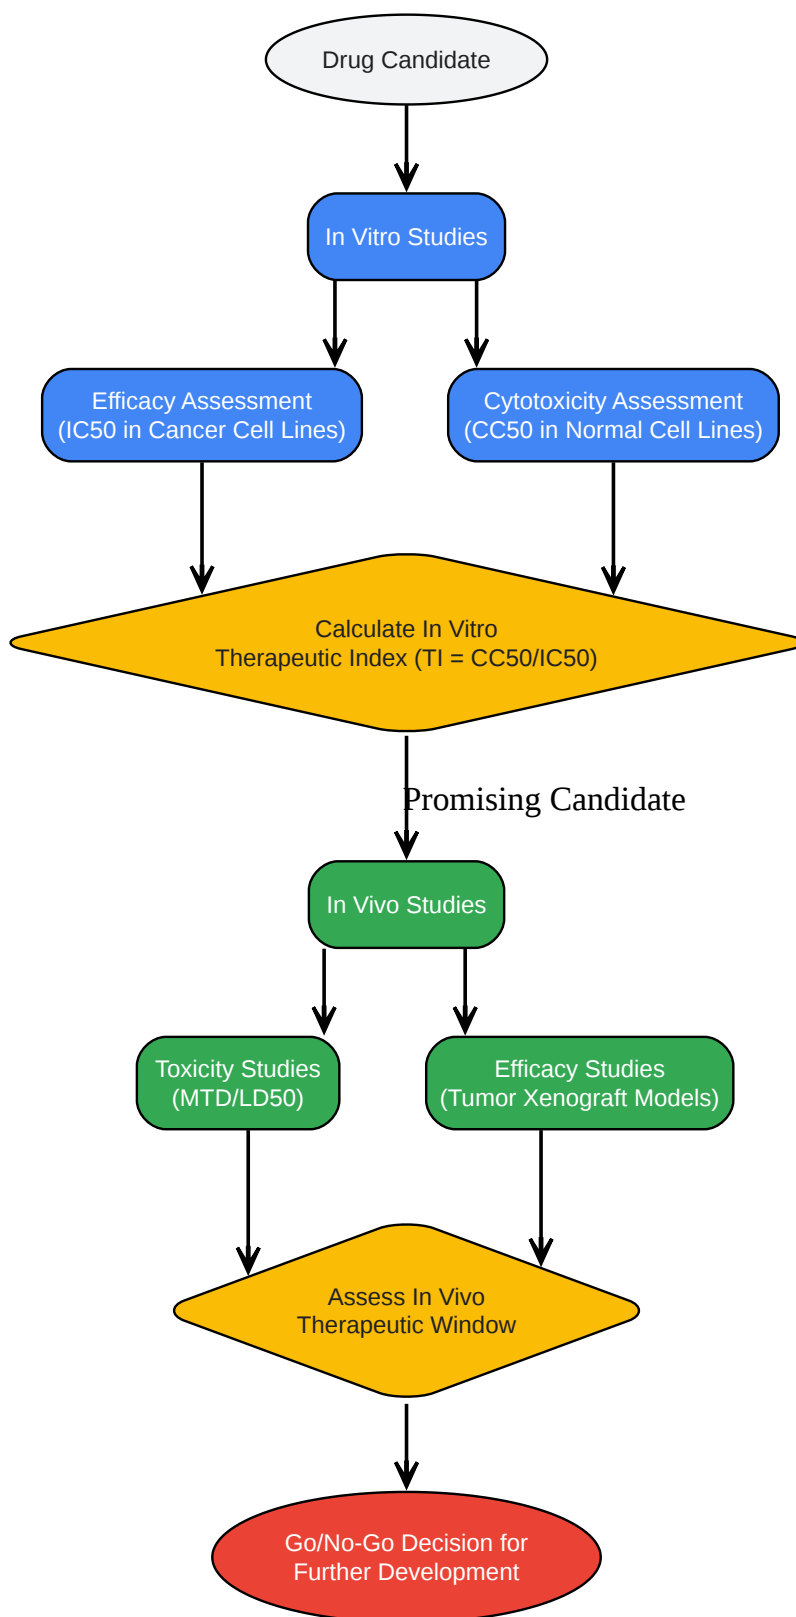 Drug Candidate
In Vitro Studies
Efficacy Assessment
(IC50 in Cancer Cell Lines)
Cytotoxicity Assessment
(CC50 in Normal Cell Lines)
Calculate In Vitro
Therapeutic Index (TI = CC50/IC50)
Promising Candidate
In Vivo Studies
Toxicity Studies
(MTD/LD50)
Efficacy Studies
(Tumor Xenograft Models)
Assess In Vivo
Therapeutic Window
Go/No-Go Decision for
Further Development